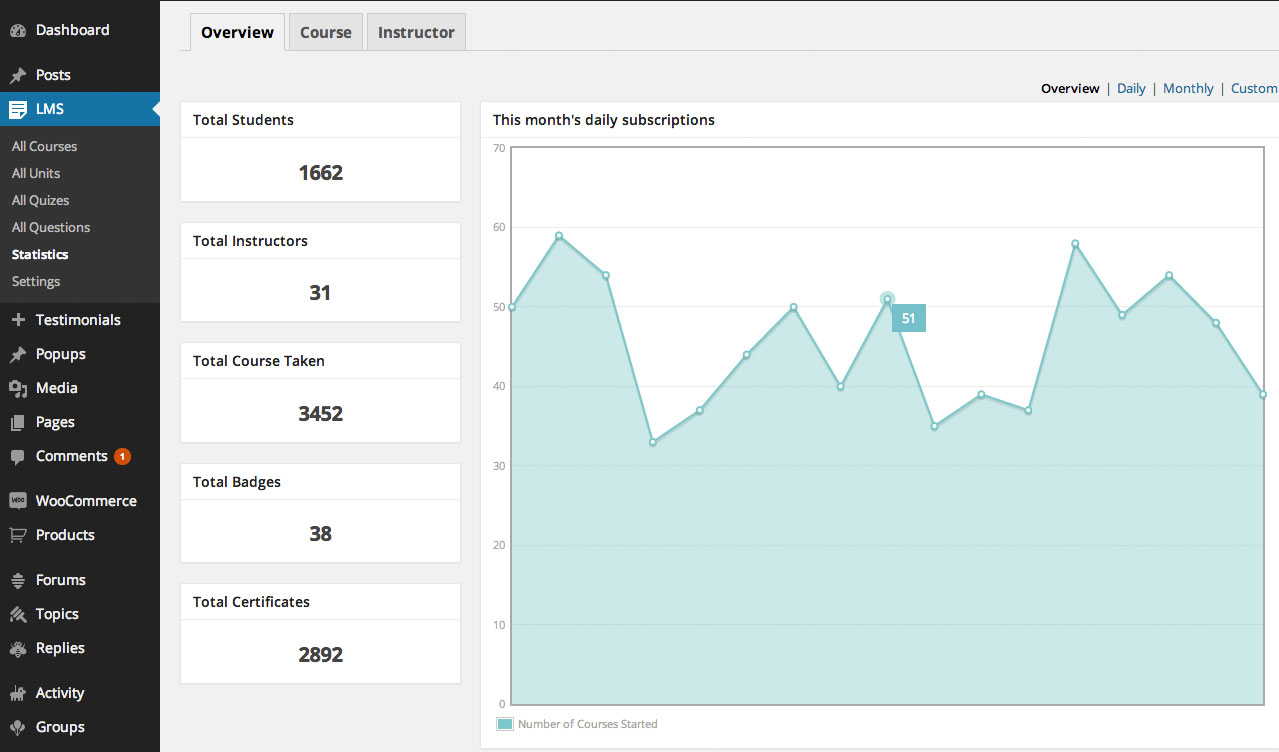 Dashboard
Posts
LMS
All Courses
All Units
All Quizes
All Questions
Statistics
Settings
Testimonials
Popups
Media
Pages
Comments 1
WOO WooCommerce
Products
Forums
Topics
Replies
Activity
Groups
Overview Course Instructor
Overview | Daily | Monthly | Custom
Total Students
1662
Total Instructors
31
Total Course Taken
3452
Total Badges
38
Total Certificates
2892
This month's daily subscriptions
70
60
50
40
30
20
10
0
51
Number of Courses Started